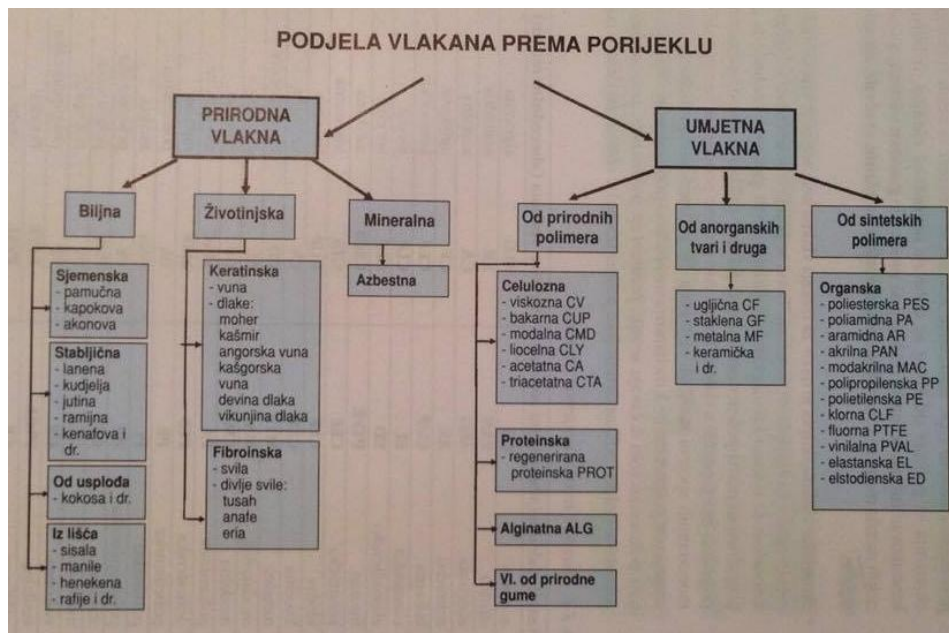 PODJELA VLAKANA PREMA PORIJEKLU
PRIRODNA
VLAKNA
Biljna
Sjemenska
- pamučna
- kapokova
- akonova
Stabljična
- lanena
- kudjelja
- jutina
- ramijna
- kenafova i
dr.
Od usplođa
- kokosa i dr.
Iz lišća
- sisala
- manile
- henekena
- rafije i dr.
Životinjska
Keratinska
- vuna
- dlake:
moher
kašmir
angorska vuna
kašgorska
vuna
devina dlaka
vikunjina dlaka
Fibroinska
- svila
- divlje svile:
tusah
anafe
eria
Mineralna
Azbestna
UMJETNA
VLAKNA
Od prirodnih
polimera
Celulozna
- viskozna CV
- bakarna CUP
- modalna CMD
- liocelna CLY
- acetatna CA
- triacetatna CTA
Proteinska
- regenerirana
proteinska PROT
Alginatna ALG
Vl. od prirodne
gume
Od anorganskih
tvari i druga
- ugljična CF
- staklena GF
- metalna MF
- keramička
i dr.
Od sintetskih
polimera
Organska
- poliesterska PES
- poliamidna PA
- aramidna AR
- akrilna PAN
- modakrilna MAC
- polipropilenska PP
- polietilenska PE
- klorna CLF
- fluorna PTFE
- vinilalna PVAL
- elastanska EL
- elstodienska ED